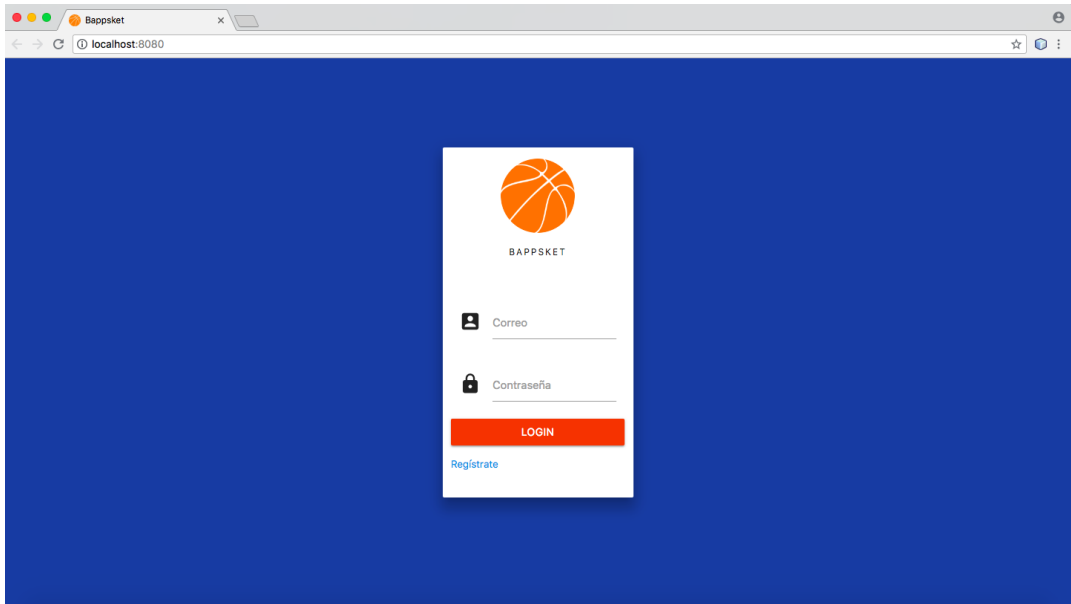 Bappsket
localhost:8080
BAPPSKET
Correo
Contraseña
LOGIN
Regístrate